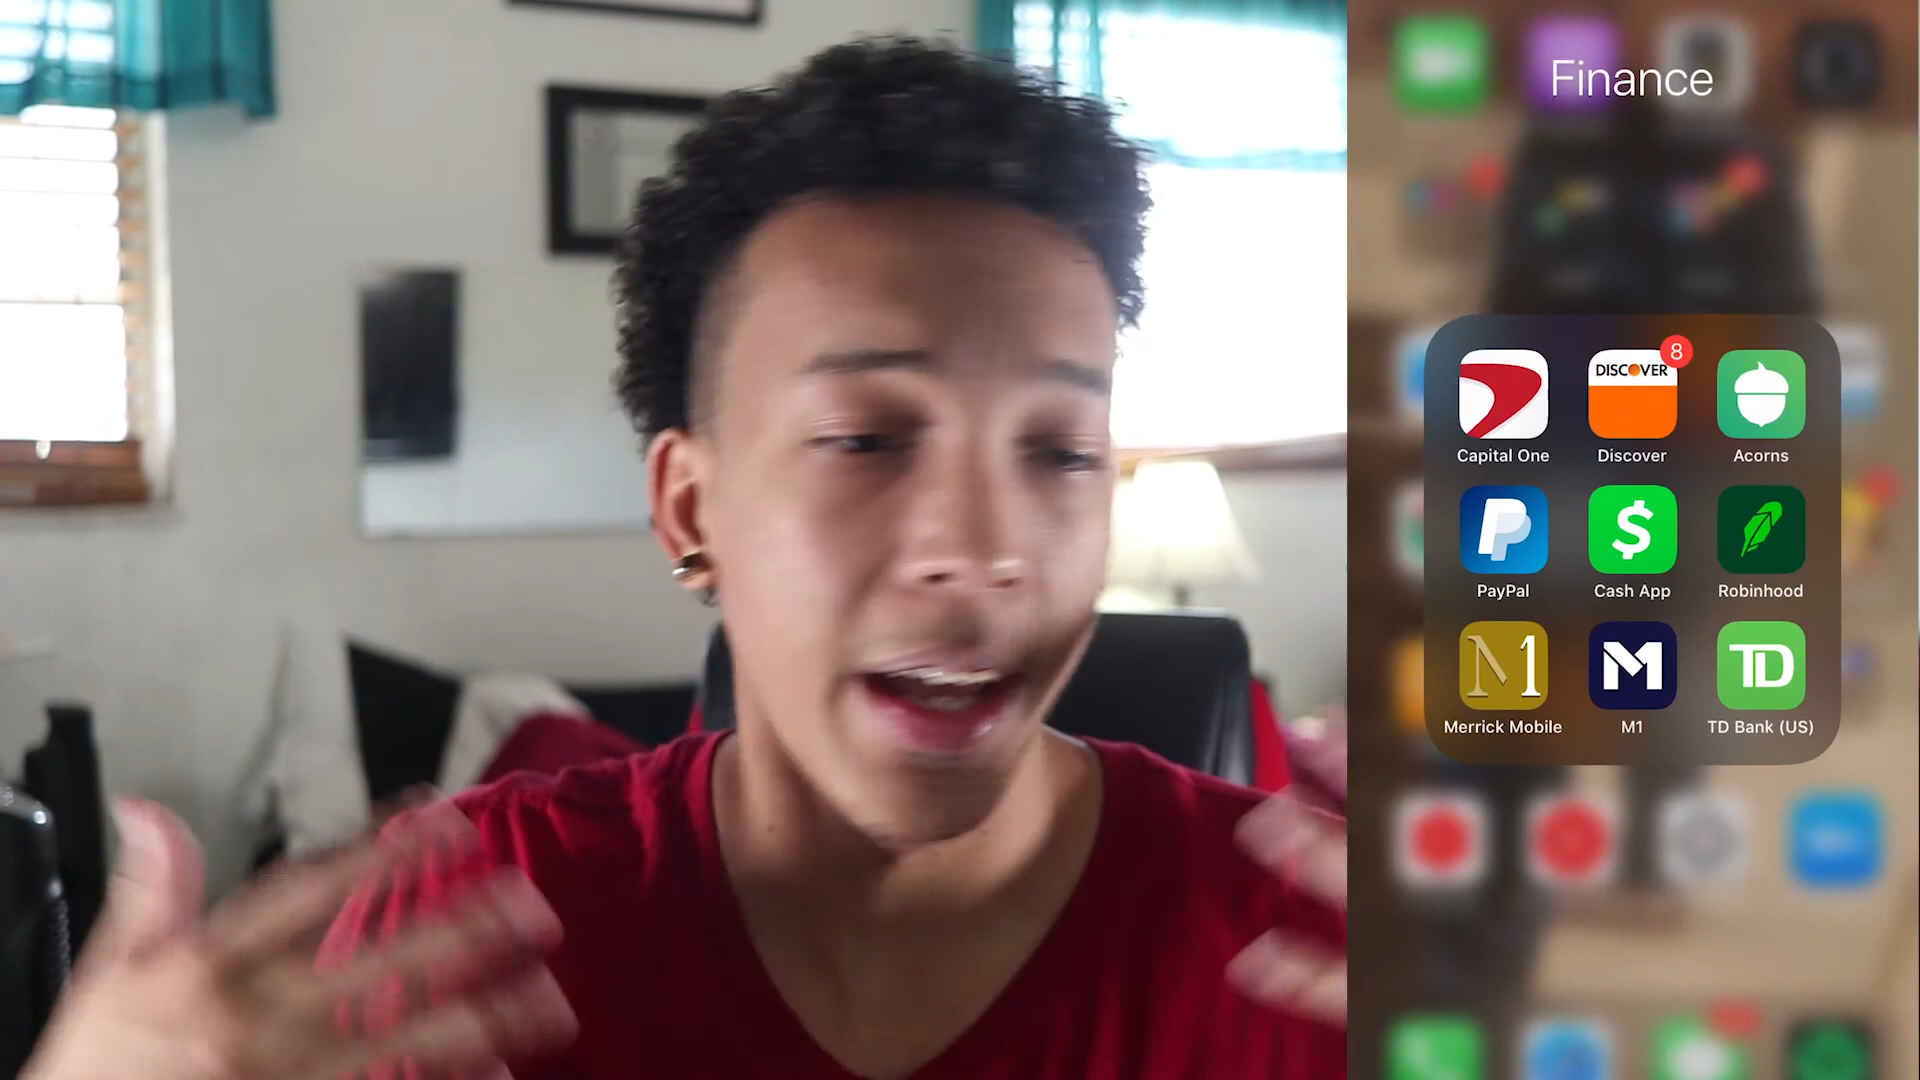 Finance
8
DISCOVER
Capital One
Discover
Acorns
$
PayPal
Cash App
Robinhood
M1
M
TD
Merrick Mobile
M1
TD Bank (US)